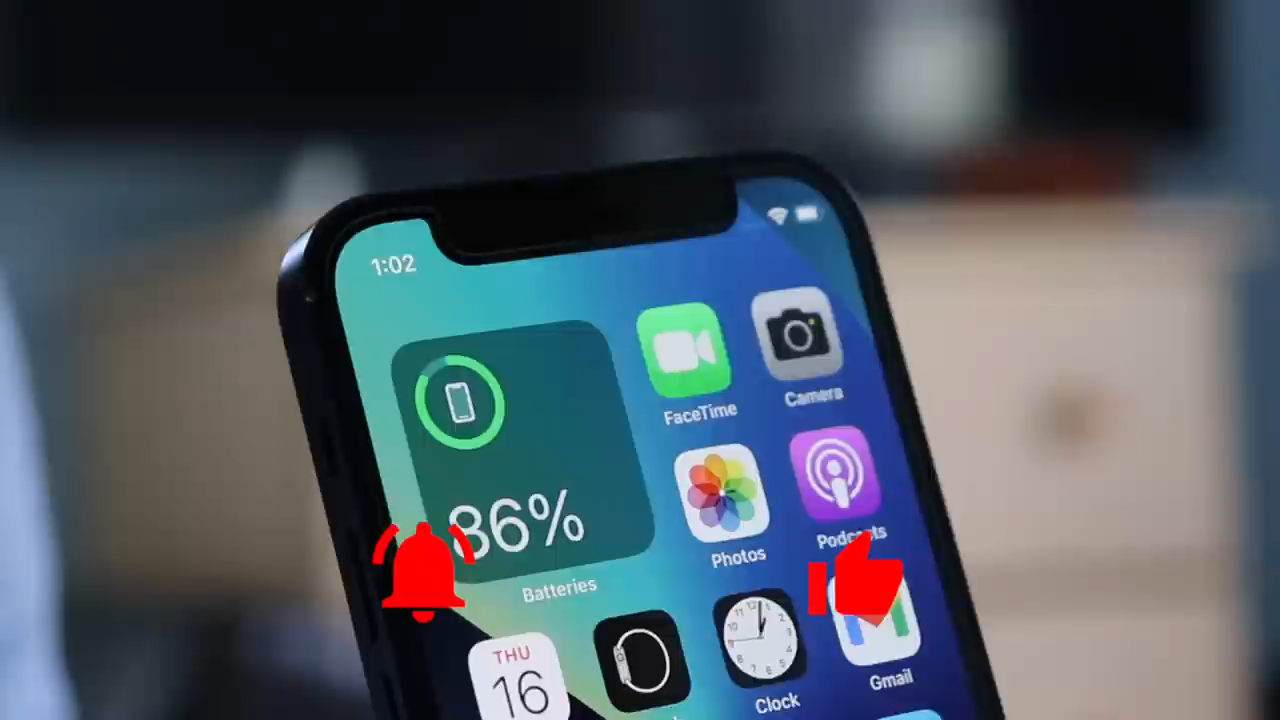 1:02
FaceTime
Camera
86%
Batteries
Photos
Podcasts
THU
16
Clock
Gmail